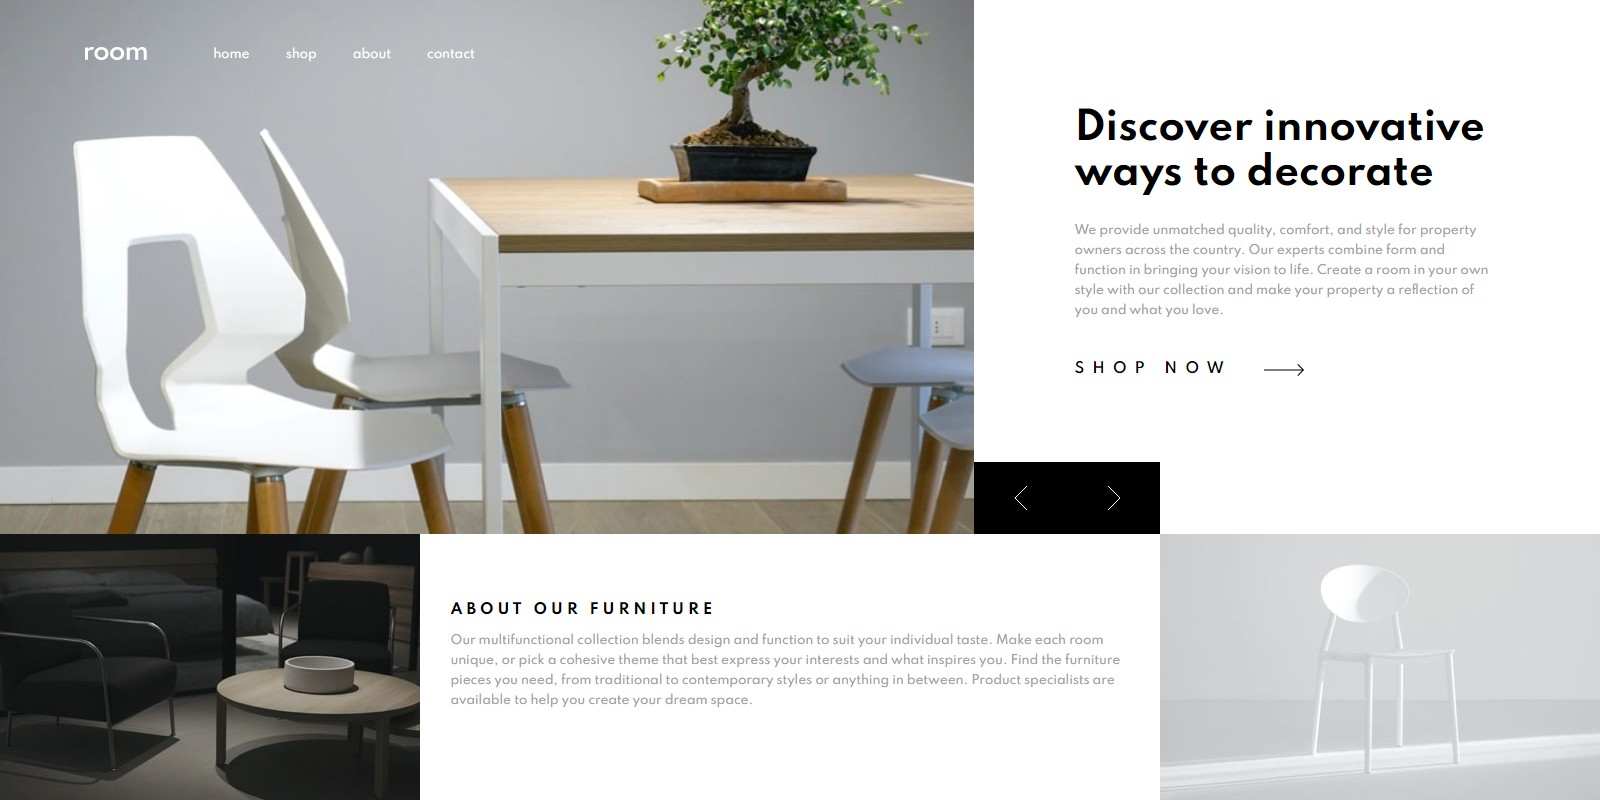 room
home
shop
about
contact
Discover innovative
ways to decorate
We provide unmatched quality, comfort, and style for property
owners across the country. Our experts combine form and
function in bringing your vision to life. Create a room in your own
style with our collection and make your property a reflection of
you and what you love.
SHOP NOW
ABOUT OUR FURNITURE
Our multifunctional collection blends design and function to suit your individual taste. Make each room
unique, or pick a cohesive theme that best express your interests and what inspires you. Find the furniture
pieces you need, from traditional to contemporary styles or anything in between. Product specialists are
available to help you create your dream space.